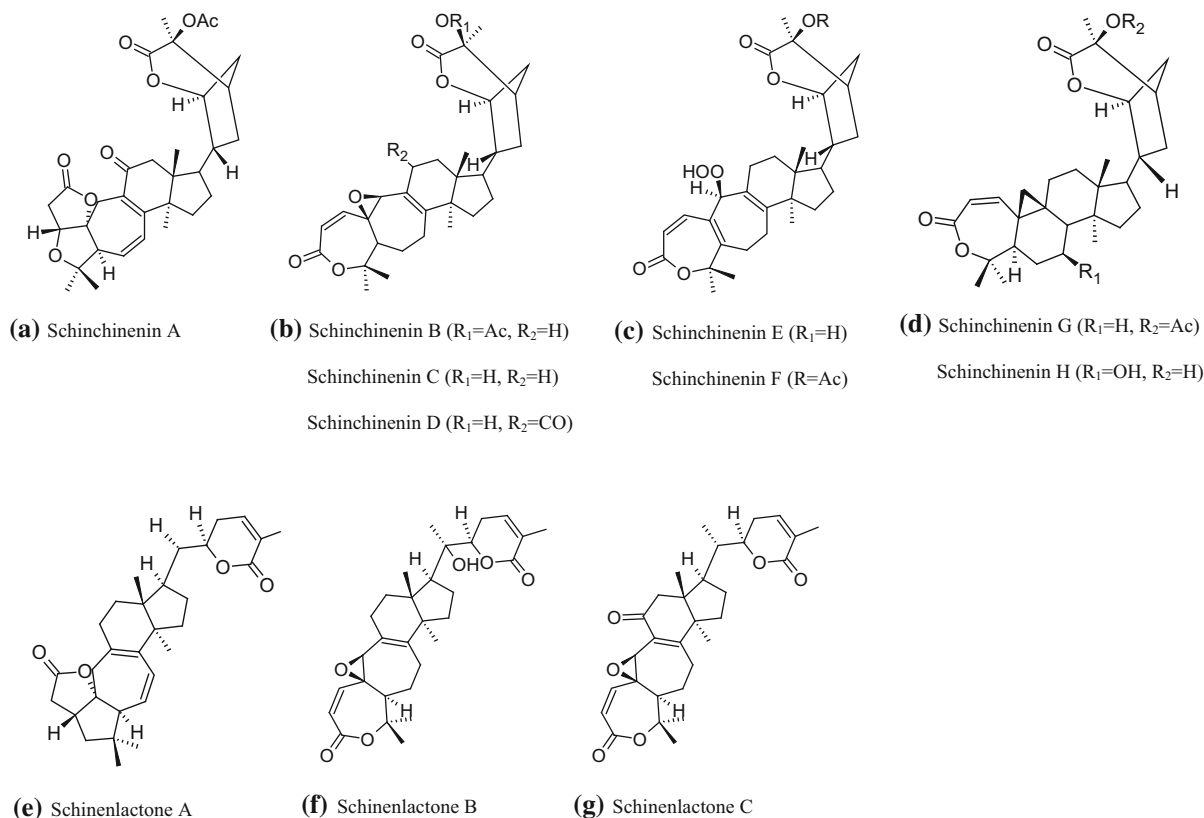 OAc
O
O
H
O
O
H
O
H
O
H
(a) Schinchinenin A
OR₁
O
O
H
R₂
H
O
O
O
(b) Schinchinenin B (R₁=Ac, R₂=H)
Schinchinenin C (R₁=H, R₂=H)
Schinchinenin D (R₁=H, R₂=CO)
OR
O
O
H
HOO
H
H
O
O
(c) Schinchinenin E (R₁=H)
Schinchinenin F (R=Ac)
OR₂
O
O
H
H
O
O
H
R₁
(d) Schinchinenin G (R₁=H, R₂=Ac)
Schinchinenin H (R₁=OH, R₂=H)
H
H
O
O
H
O
O
H
H
(e) Schinenlactone A
H
OH
O
O
H
O
H
O
O
(f) Schinenlactone B
H
O
O
H
O
O
H
O
O
(g) Schinenlactone C